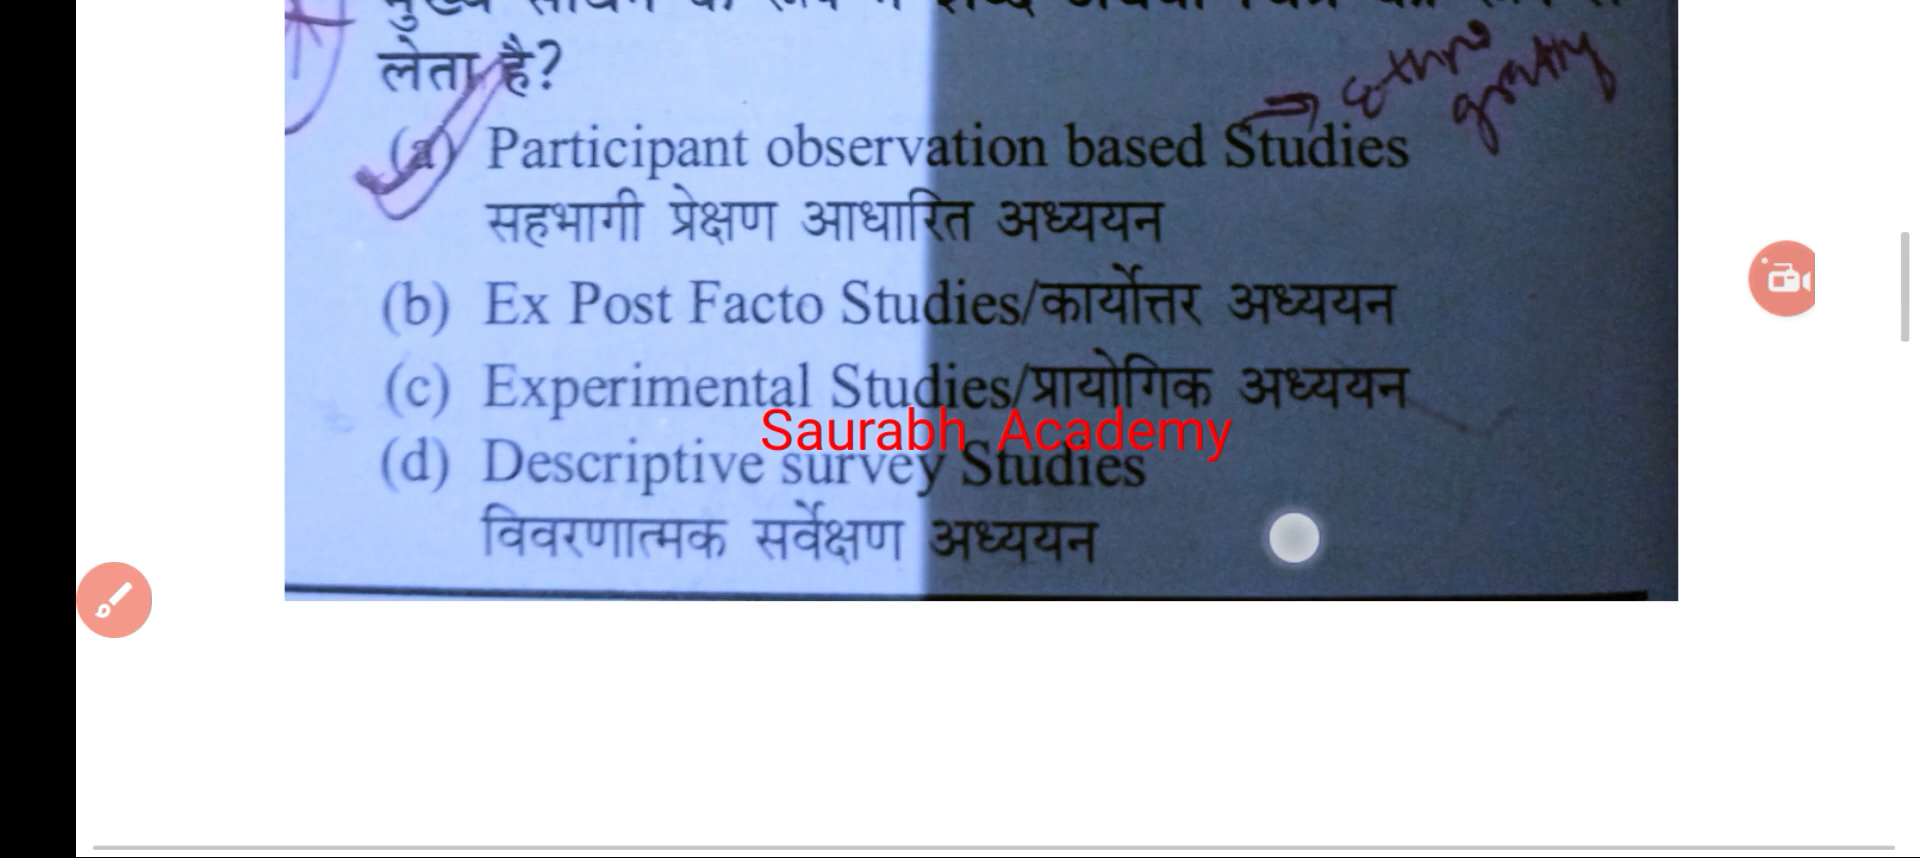 लेता है?
Ethnography
(a) Participant observation based Studies
सहभागी प्रेक्षण आधारित अध्ययन
(b) Ex Post Facto Studies/कार्योत्तर अध्ययन
(c) Experimental Studies/प्रायोगिक अध्ययन
Saurabh Academy
(d) Descriptive survey Studies
विवरणात्मक सर्वेक्षण अध्ययन